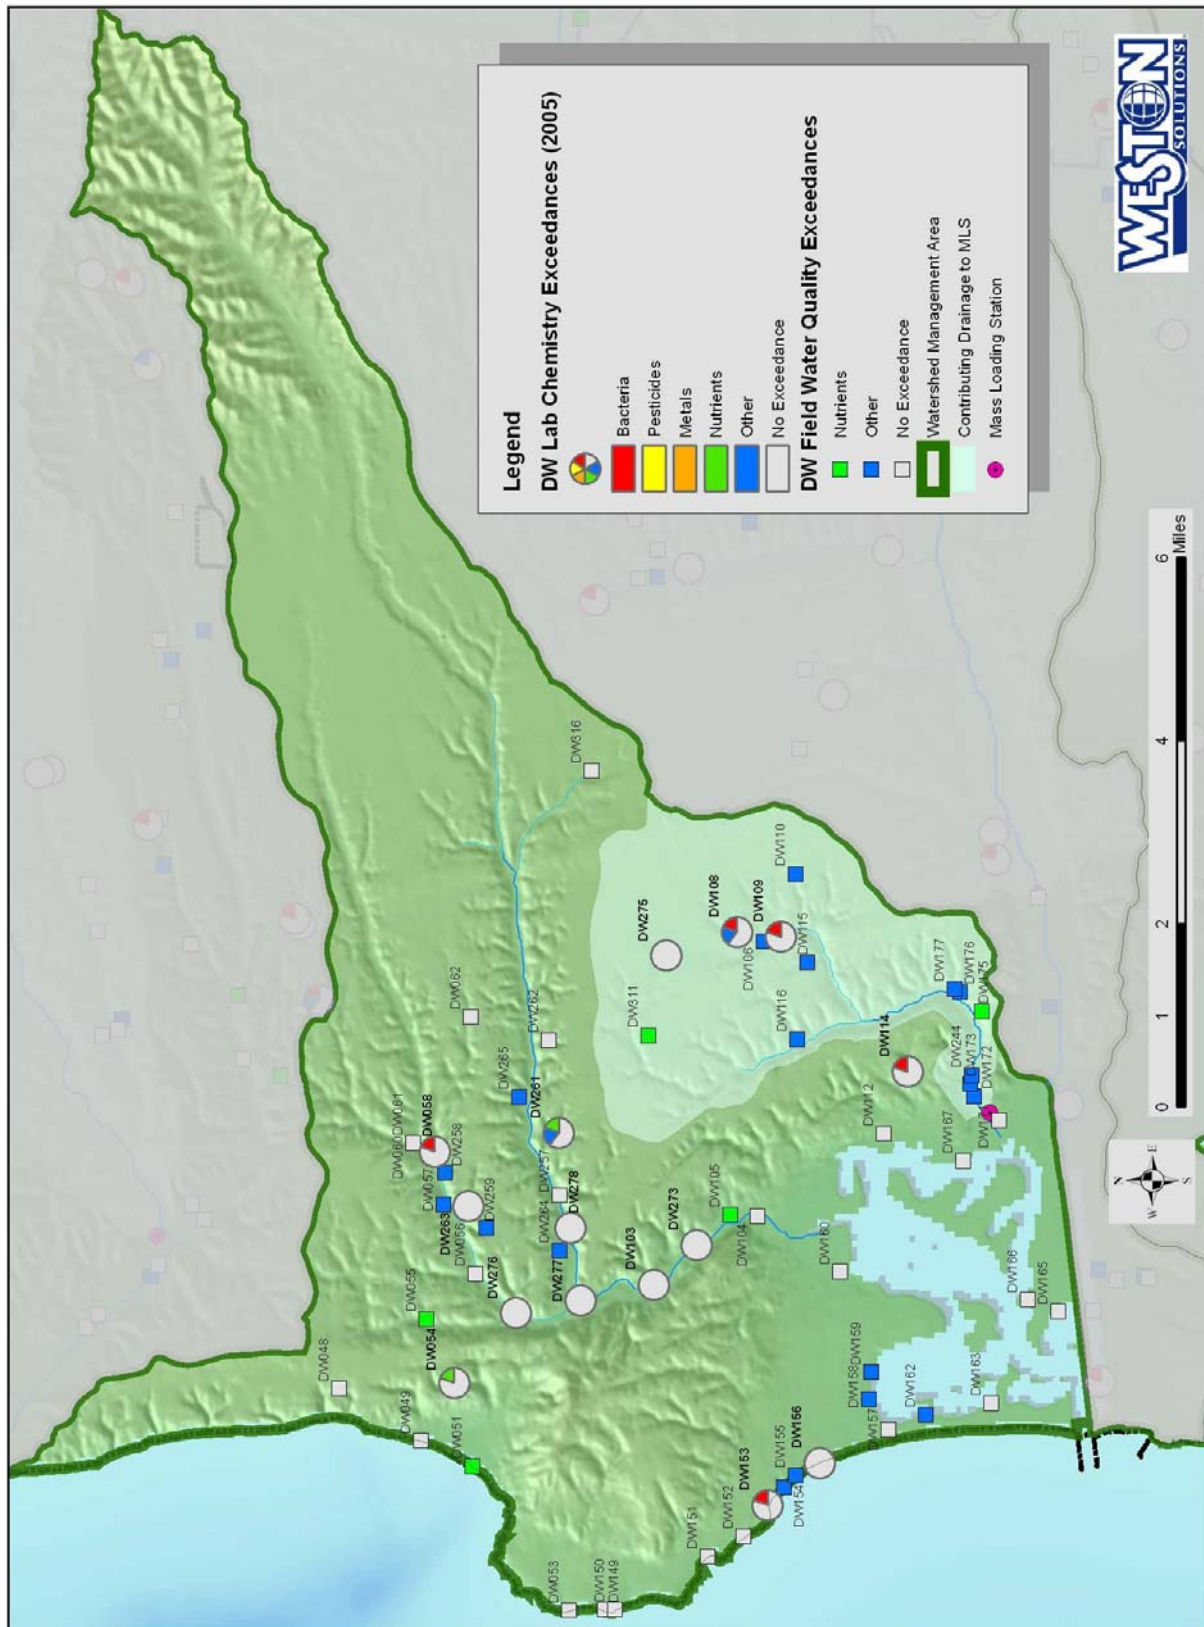 WESTON
SOLUTIONS
Legend
DW Lab Chemistry Exceedances (2005)
Bacteria
Pesticides
Metals
Nutrients
Other
No Exceedance
DW Field Water Quality Exceedances
Nutrients
Other
No Exceedance
Watershed Management Area
Contributing Drainage to MLS
Mass Loading Station
DW048
DW049
DW051
DW053
DW150
DW149
DW151
DW152
DW153
DW154
DW155
DW156
DW157
DW158
DW159
DW162
DW163
DW165
DW166
DW160
DW054
DW055
DW276
DW056
DW263
DW057
DW259
DW258
DW058
DW060
DW061
DW062
DW265
DW262
DW261
DW257
DW264
DW278
DW277
DW103
DW273
DW105
DW104
DW316
DW275
DW311
DW108
DW106
DW109
DW110
DW115
DW116
DW114
DW112
DW167
DW172
DW173
DW244
DW175
DW176
DW177
N
E
S
W
0
2
4
6
Miles